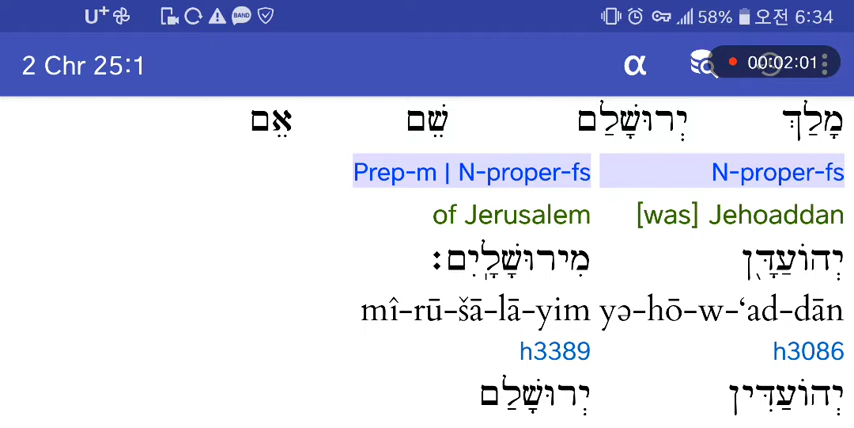 U+ BAND 58% 오전 6:34
2 Chr 25:1 α 00:02:01
מָלַךְ יְרוּשָׁלַם שֵׁם אֵם
N-proper-fs Prep-m | N-proper-fs
[was] Jehoaddan of Jerusalem
יְהוֹעַדָּ֖ן מִירוּשָׁלִָֽיִם׃
yə-hō-w-‘ad-dān mî-rū-šā-lā-yim
h3086 h3389
יְהוֹעַדִּין יְרוּשָׁלַם